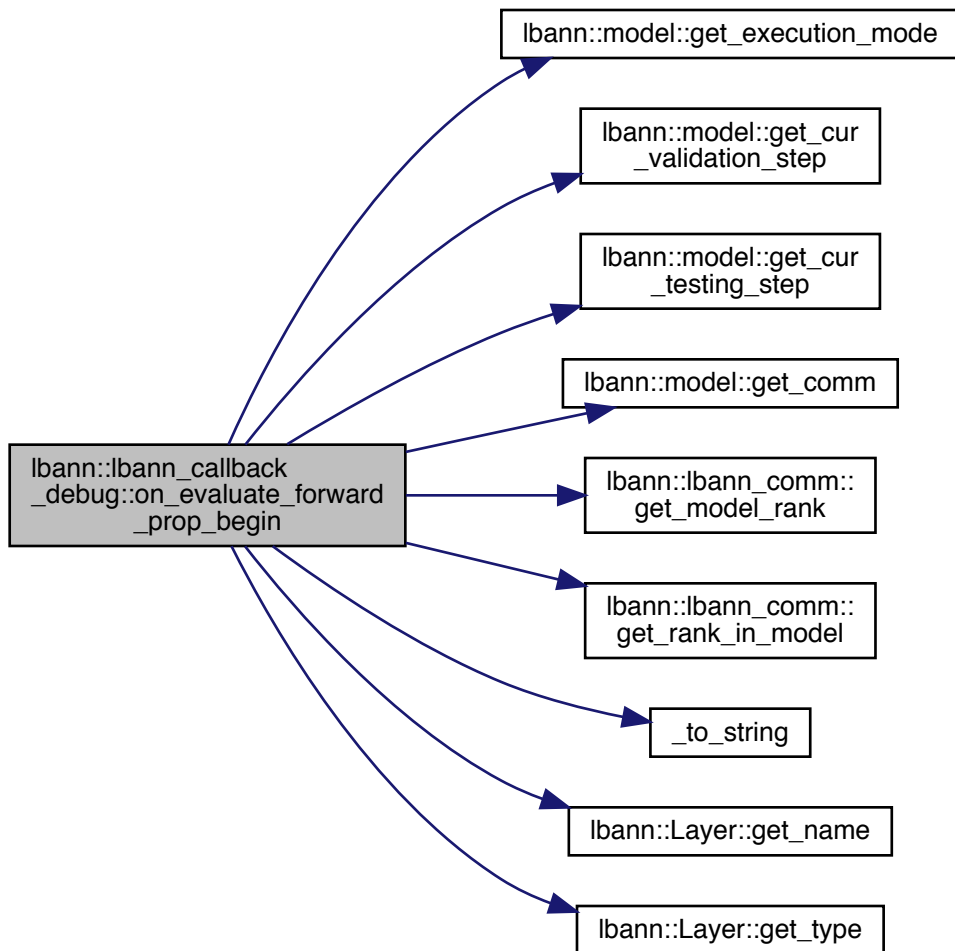 lbann::model::get_execution_mode
lbann::model::get_cur
_validation_step
lbann::model::get_cur
_testing_step
lbann::model::get_comm
lbann::lbann_callback
_debug::on_evaluate_forward
_prop_begin
lbann::lbann_comm::
get_model_rank
lbann::lbann_comm::
get_rank_in_model
_to_string
lbann::Layer::get_name
lbann::Layer::get_type